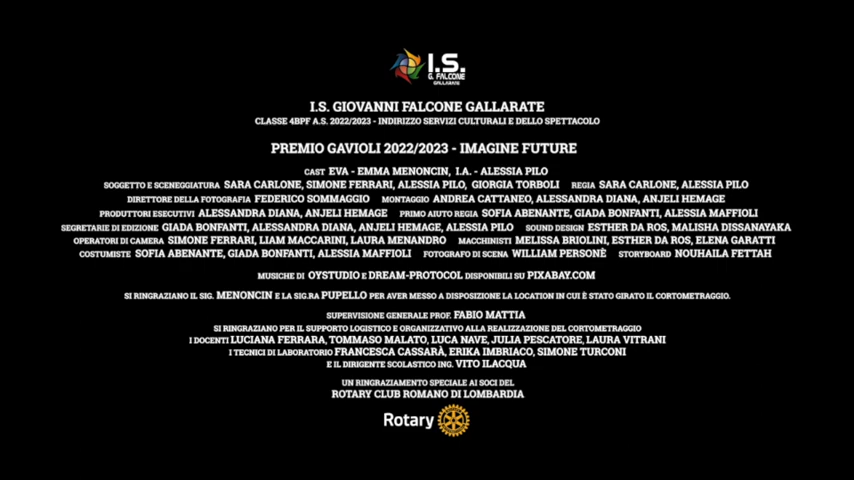 I.S.
G. FALCONE
GALLARATE
I.S. GIOVANNI FALCONE GALLARATE
CLASSE 4BPF A.S. 2022/2023 - INDIRIZZO SERVIZI CULTURALI E DELLO SPETTACOLO
PREMIO GAVIOLI 2022/2023 - IMAGINE FUTURE
CAST EVA - EMMA MENONCIN, I.A. - ALESSIA PILO
SOGGETTO E SCENEGGIATURA SARA CARLONE, SIMONE FERRARI, ALESSIA PILO, GIORGIA TORBOLI REGIA SARA CARLONE, ALESSIA PILO
DIRETTORE DELLA FOTOGRAFIA FEDERICO SOMMAGGIO MONTAGGIO ANDREA CATTANEO, ALESSANDRA DIANA, ANJELI HEMAGE
PRODUTTORI ESECUTIVI ALESSANDRA DIANA, ANJELI HEMAGE PRIMO AIUTO REGIA SOFIA ABENANTE, GIADA BONFANTI, ALESSIA MAFFIOLI
SEGRETARIE DI EDIZIONE GIADA BONFANTI, ALESSANDRA DIANA, ANJELI HEMAGE, ALESSIA PILO SOUND DESIGN ESTHER DA ROS, MALISHA DISSANAYAKA
OPERATORI DI CAMERA SIMONE FERRARI, LIAM MACCARINI, LAURA MENANDRO MACCHINISTI MELISSA BRIOLINI, ESTHER DA ROS, ELENA GARATTI
COSTUMISTE SOFIA ABENANTE, GIADA BONFANTI, ALESSIA MAFFIOLI FOTOGRAFO DI SCENA WILLIAM PERSONÈ STORYBOARD NOUHAILA FETTAH
MUSICHE DI OYSTUDIO E DREAM-PROTOCOL DISPONIBILI SU PIXABAY.COM
SI RINGRAZIANO IL SIG. MENONCIN E LA SIG.RA PUPELLO PER AVER MESSO A DISPOSIZIONE LA LOCATION IN CUI È STATO GIRATO IL CORTOMETRAGGIO.
SUPERVISIONE GENERALE PROF. FABIO MATTIA
SI RINGRAZIANO PER IL SUPPORTO LOGISTICO E ORGANIZZATIVO ALLA REALIZZAZIONE DEL CORTOMETRAGGIO
I DOCENTI LUCIANA FERRARA, TOMMASO MALATO, LUCA NAVE, JULIA PESCATORE, LAURA VITRANI
I TECNICI DI LABORATORIO FRANCESCA CASSARÀ, ERIKA IMBRIACO, SIMONE TURCONI
E IL DIRIGENTE SCOLASTICO ING. VITO ILACQUA
UN RINGRAZIAMENTO SPECIALE AI SOCI DEL
ROTARY CLUB ROMANO DI LOMBARDIA
Rotary